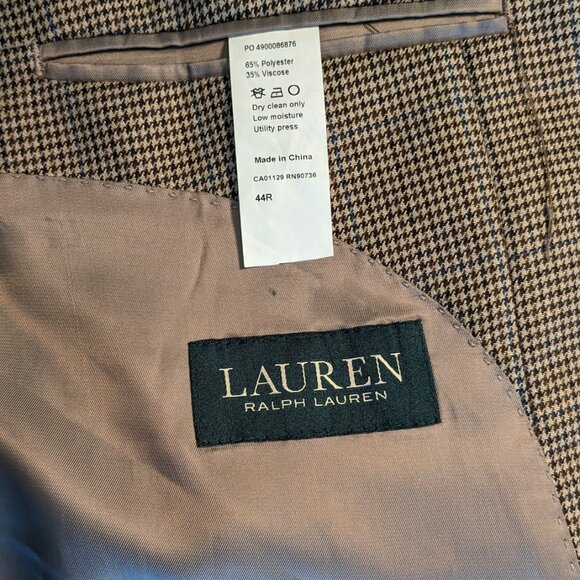 PO 4900086876
65% Polyester
35% Viscose
Dry clean only
Low moisture
Utility press
Made in China
CA01129 RN90736
44R
LAUREN
RALPH LAUREN